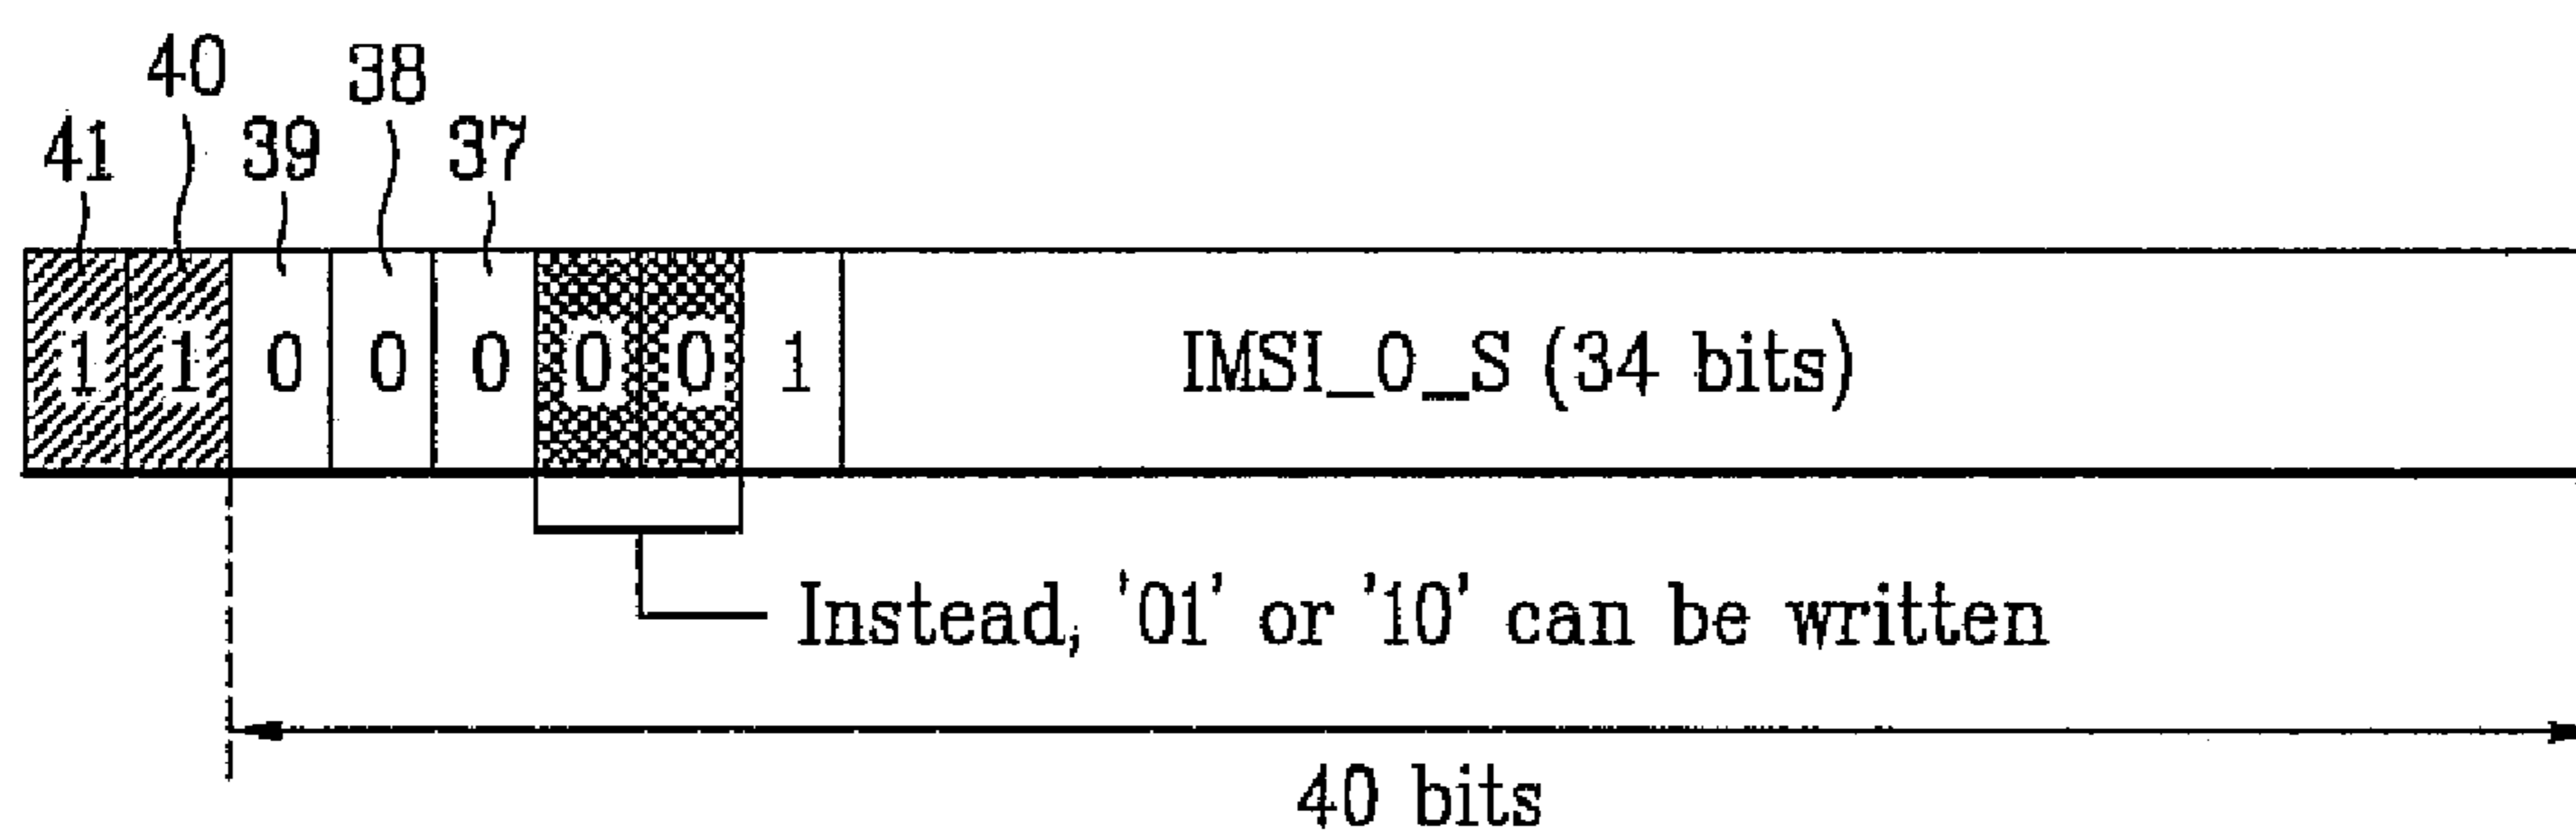 41 40 39 38 37
1 1 0 0 0 0 0 1 IMSI_0_S (34 bits)
Instead, '01' or '10' can be written
40 bits